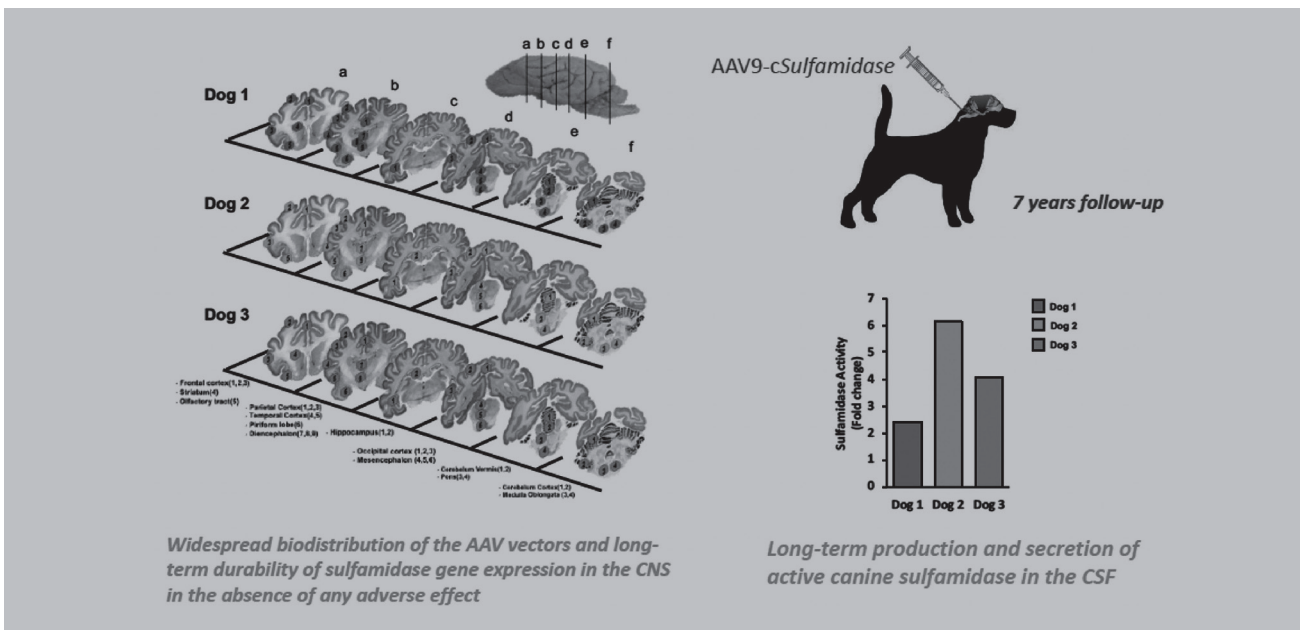 a b c d e f
Dog 1
a
b
c
d
e
f
Dog 2
Dog 3
- Frontal cortex(1,2,3)
- Striatum(4)
- Olfactory tract(5)
- Parietal Cortex(1,2,3)
- Temporal Cortex(4,5)
- Piriform lobe(6)
- Diencephalon(7,8,9)
- Hippocampus(1,2)
- Occipital cortex (1,2,3)
- Mesencephalon (4,5,6)
- Cerebelum Vermis(1,2)
- Pons(3,4)
- Cerebelum Cortex(1,2)
- Medulla Oblongata (3,4)
Widespread biodistribution of the AAV vectors and long-
term durability of sulfamidase gene expression in the CNS
in the absence of any adverse effect
AAV9-cSulfamidase
7 years follow-up
Sulfamidase Activity
(Fold change)
7
6
5
4
3
2
1
0
Dog 1 Dog 2 Dog 3
Dog 1
Dog 2
Dog 3
Long-term production and secretion of
active canine sulfamidase in the CSF